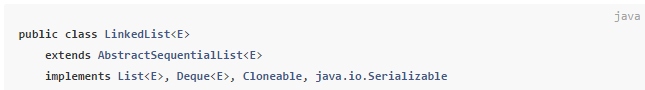 java
public class LinkedList<E>
extends AbstractSequentialList<E>
implements List<E>, Deque<E>, Cloneable, java.io.Serializable